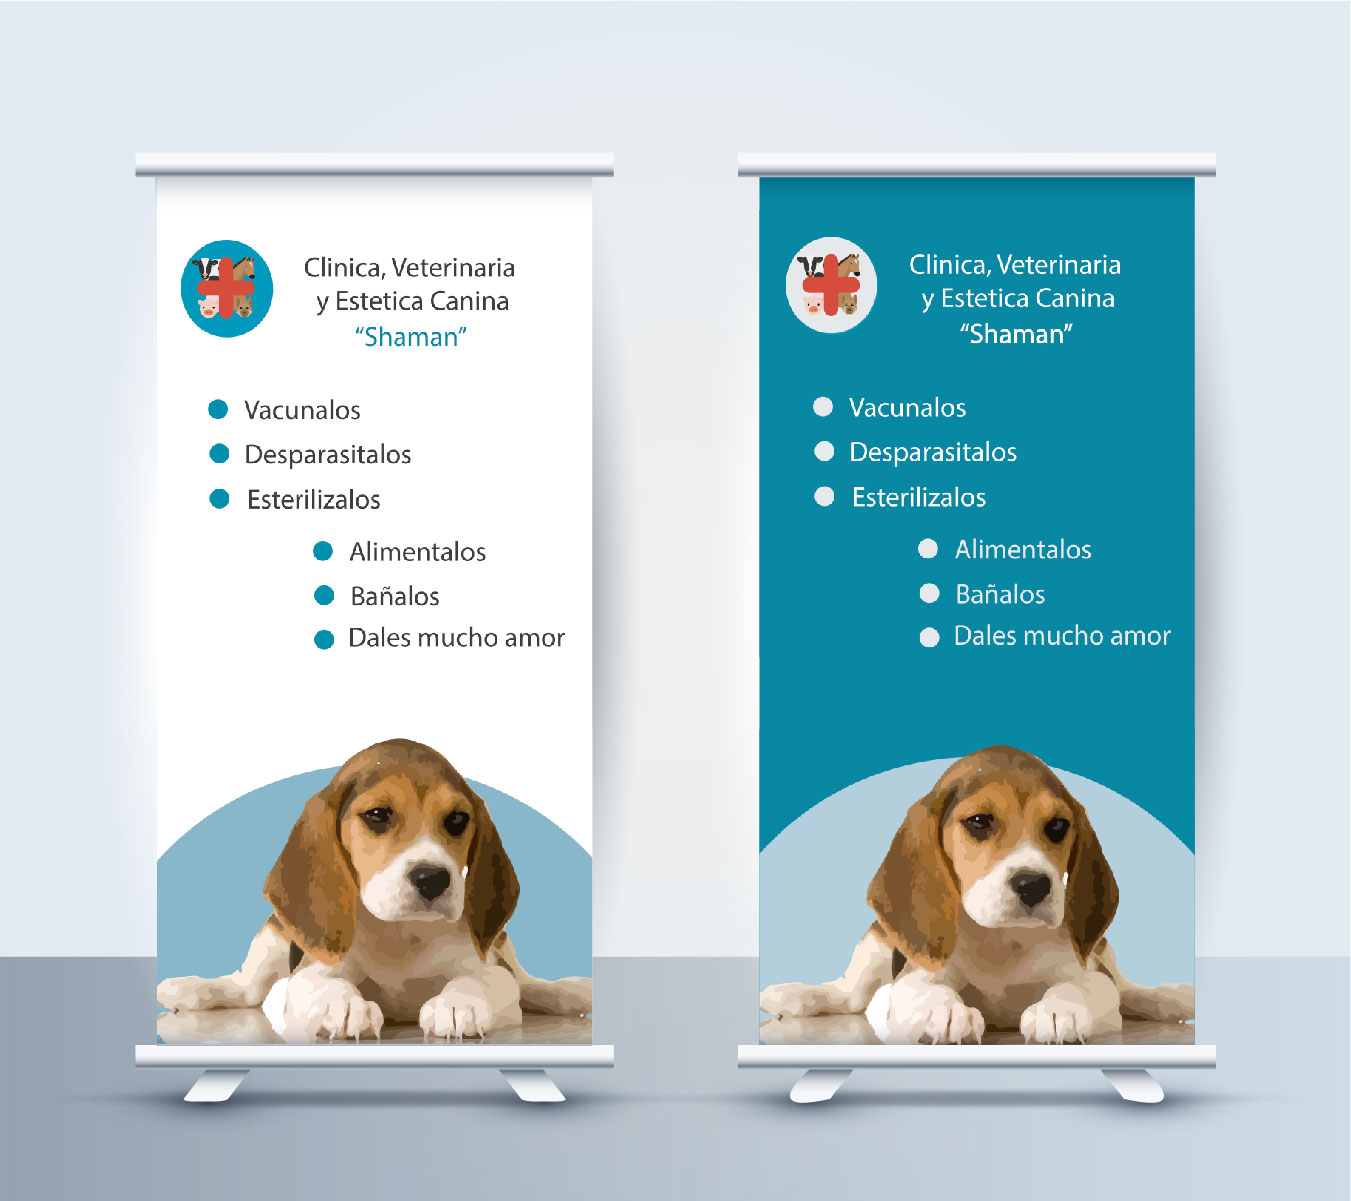 Clinica, Veterinaria
y Estetica Canina
“Shaman”
Vacunalos
Desparasitalos
Esterilizalos
Alimentalos
Bañalos
Dales mucho amor
Clinica, Veterinaria
y Estetica Canina
“Shaman”
Vacunalos
Desparasitalos
Esterilizalos
Alimentalos
Bañalos
Dales mucho amor